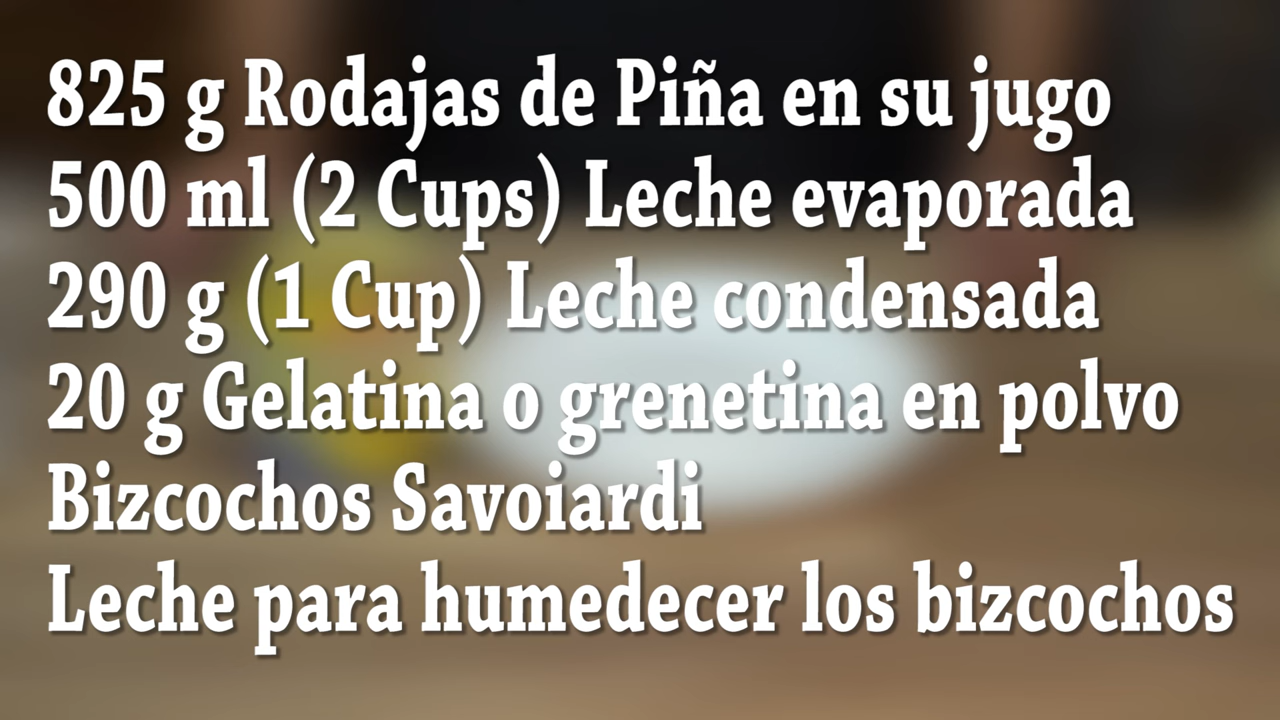 825 g Rodajas de Piña en su jugo
500 ml (2 Cups) Leche evaporada
290 g (1 Cup) Leche condensada
20 g Gelatina o grenetina en polvo
Bizcochos Savoiardi
Leche para humedecer los bizcochos